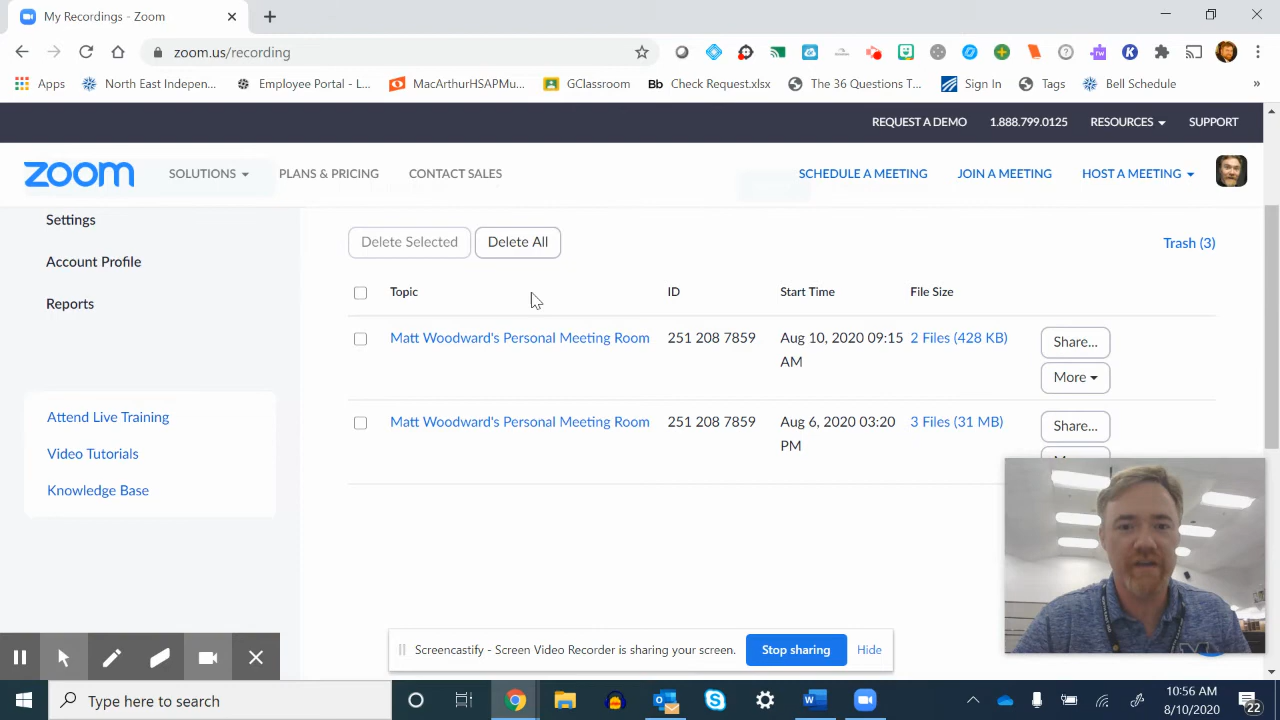 My Recordings - Zoom
zoom.us/recording
Apps
North East Indepen...
Employee Portal - I...
MacArthurHSAPMu...
GClassroom
Bb Check Request.xlsx
The 36 Questions T...
Sign In
Tags
Bell Schedule
»
REQUEST A DEMO 1.888.799.0125 RESOURCES SUPPORT
zoom SOLUTIONS PLANS & PRICING CONTACT SALES SCHEDULE A MEETING JOIN A MEETING HOST A MEETING
Settings
Account Profile
Reports
Attend Live Training
Video Tutorials
Knowledge Base
Delete Selected Delete All Trash (3)
Topic ID Start Time File Size
Matt Woodward's Personal Meeting Room 251 208 7859 Aug 10, 2020 09:15 2 Files (428 KB) Share...
AM More
Matt Woodward's Personal Meeting Room 251 208 7859 Aug 6, 2020 03:20 3 Files (31 MB) Share...
PM
Screencastify - Screen Video Recorder is sharing your screen. Stop sharing Hide
Type here to search
10:56 AM
8/10/2020
22